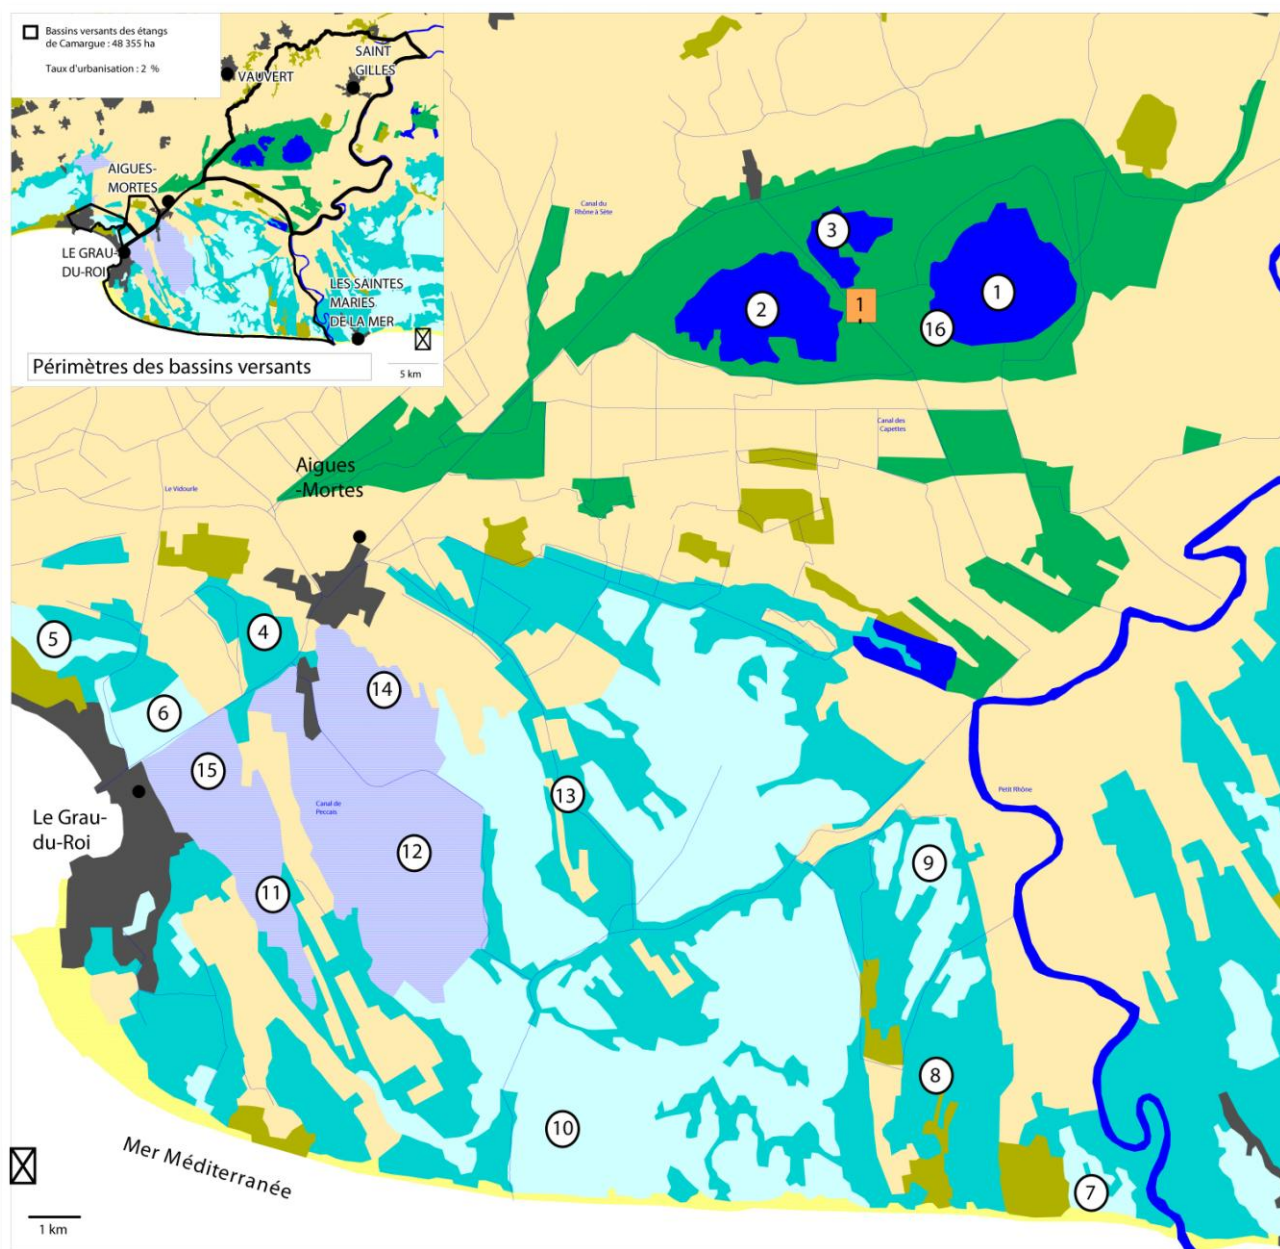 Bassins versants des étangs
de Camargue : 48 355 ha
Taux d'urbanisation : 2 %
SAINT
GILLES
VAUVERT
AIGUES-
MORTES
LE GRAU-
DU-ROI
LES SAINTES
MARIES
DE LA MER
Périmètres des bassins versants
5 km
Canal du
Rhône à Sète
3
1
2
1
16
Canal des
Capettes
Aigues
-Mortes
Le Vidourle
4
5
14
6
15
13
Petit Rhône
Canal de
Peccais
Le Grau-
du-Roi
12
9
11
8
10
Mer Méditerranée
7
1 km